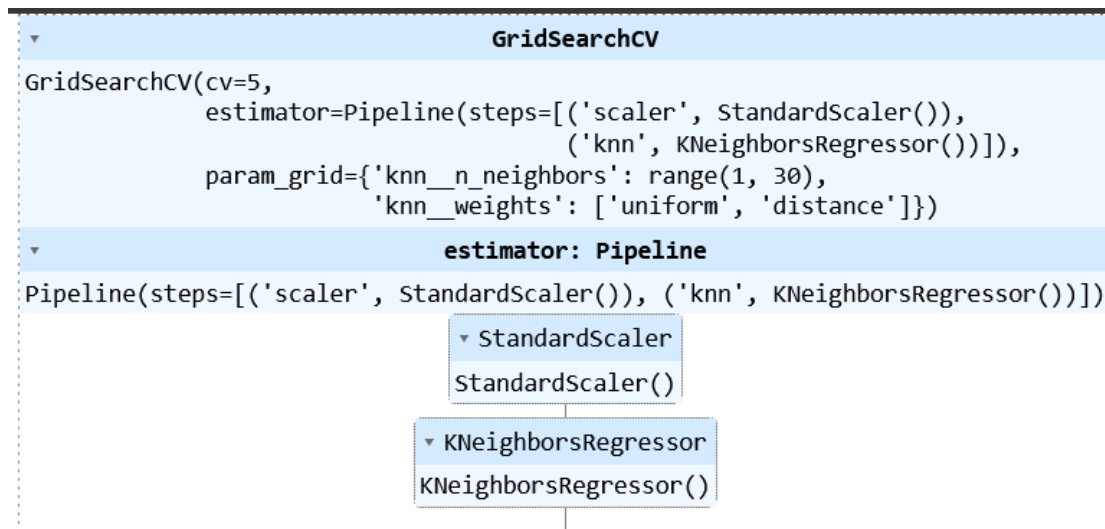 GridSearchCV
GridSearchCV(cv=5,
estimator=Pipeline(steps=[('scaler', StandardScaler()),
('knn', KNeighborsRegressor())]),
param_grid={'knn__n_neighbors': range(1, 30),
'knn__weights': ['uniform', 'distance']})
estimator: Pipeline
Pipeline(steps=[('scaler', StandardScaler()), ('knn', KNeighborsRegressor())])
StandardScaler
StandardScaler()
KNeighborsRegressor
KNeighborsRegressor()